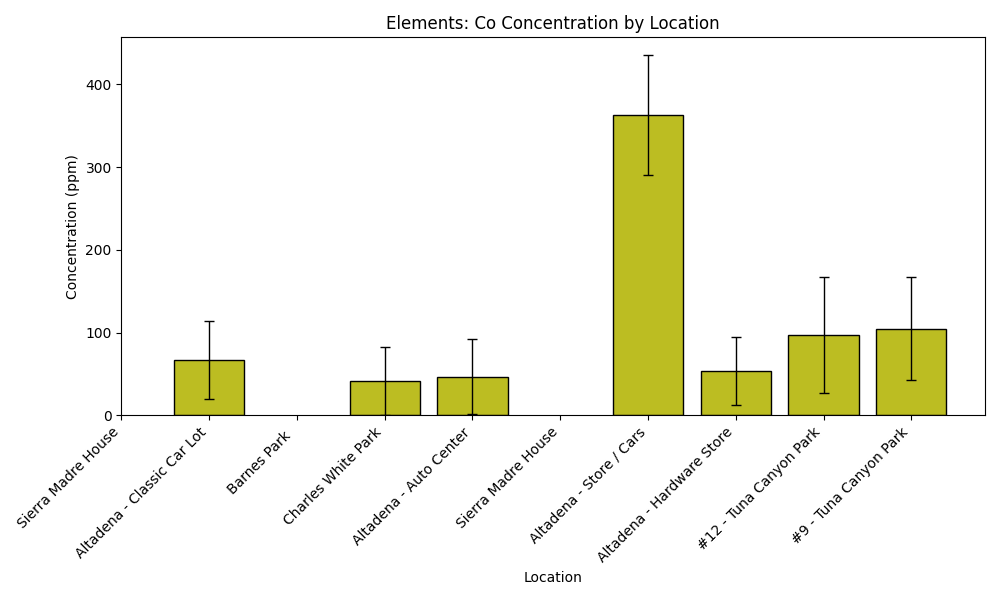 Elements: Co Concentration by Location
Concentration (ppm)
400
300
200
100
0
Sierra Madre House
Altadena - Classic Car Lot
Barnes Park
Charles White Park
Altadena - Auto Center
Sierra Madre House
Altadena - Store / Cars
Altadena - Hardware Store
#12 - Tuna Canyon Park
#9 - Tuna Canyon Park
Location